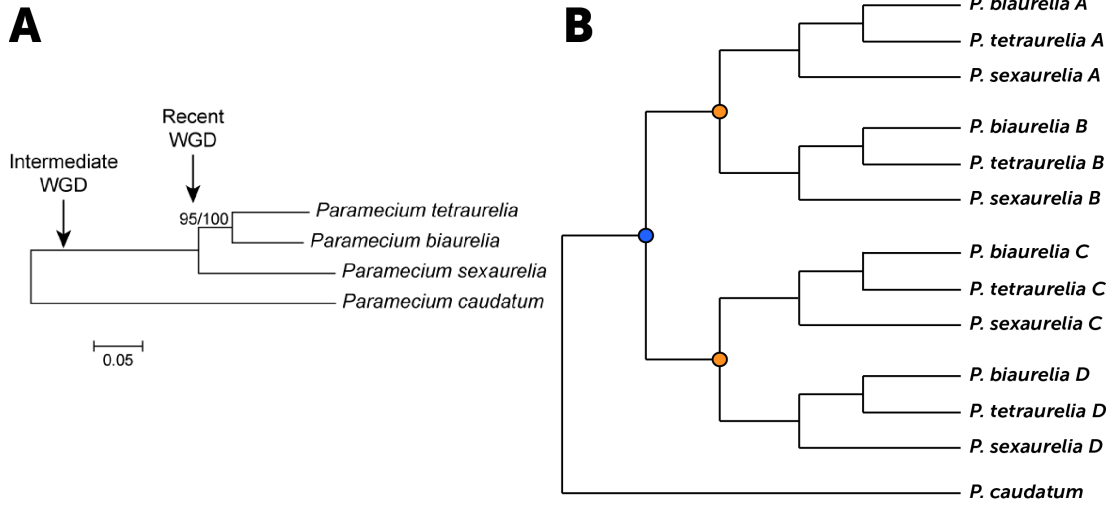 A
Recent
WGD
Intermediate
WGD
95/100
Paramecium tetraurelia
Paramecium biaurelia
Paramecium sexaurelia
Paramecium caudatum
0.05
B
P. biaurelia A
P. tetraurelia A
P. sexaurelia A
P. biaurelia B
P. tetraurelia B
P. sexaurelia B
P. biaurelia C
P. tetraurelia C
P. sexaurelia C
P. biaurelia D
P. tetraurelia D
P. sexaurelia D
P. caudatum